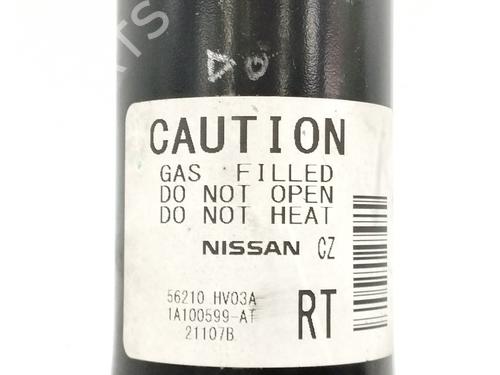 CAUTION
GAS FILLED
DO NOT OPEN
DO NOT HEAT
NISSAN CZ
56210 HV03A
1A100599-AT
21107B
RT